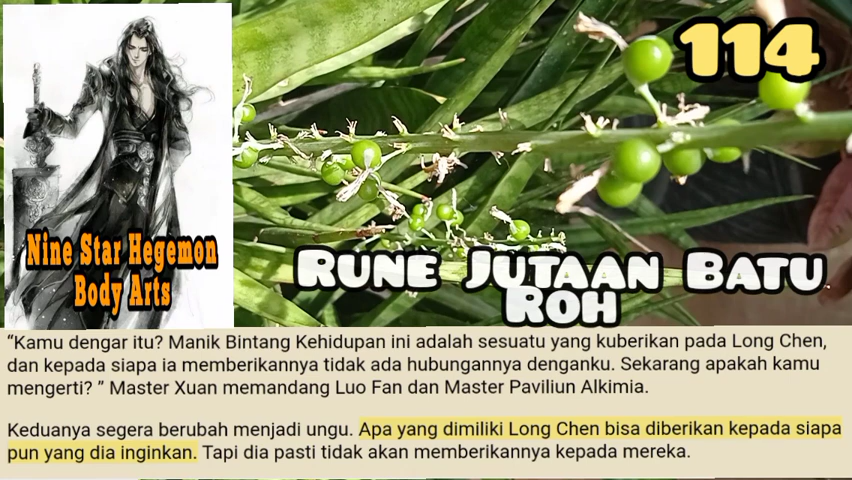 114
Nine Star Hegemon
Body Arts
Rune Jutaan Batu
Roh
“Kamu dengar itu? Manik Bintang Kehidupan ini adalah sesuatu yang kuberikan pada Long Chen,
dan kepada siapa ia memberikannya tidak ada hubungannya denganku. Sekarang apakah kamu
mengerti? ” Master Xuan memandang Luo Fan dan Master Paviliun Alkimia.
Keduanya segera berubah menjadi ungu. Apa yang dimiliki Long Chen bisa diberikan kepada siapa
pun yang dia inginkan. Tapi dia pasti tidak akan memberikannya kepada mereka.